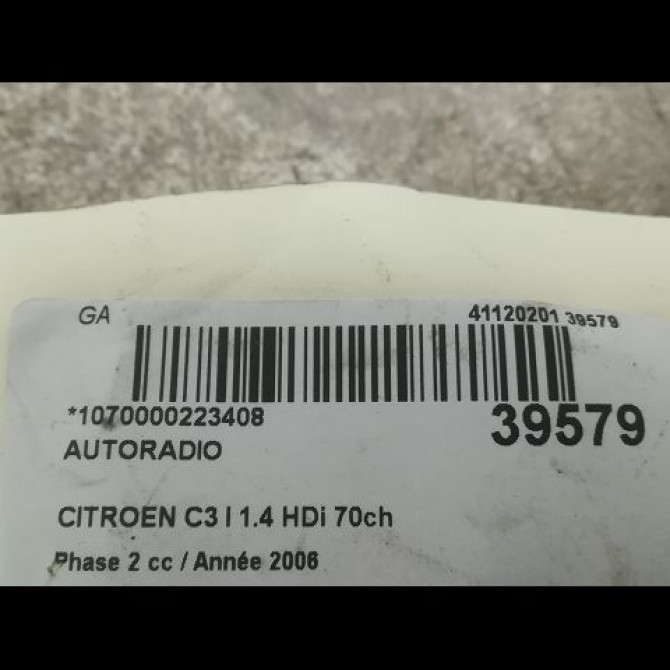 GA 41120201 39579
*1070000223408 39579
AUTORADIO
CITROEN C3 I 1.4 HDi 70ch
Phase 2 cc / Année 2006